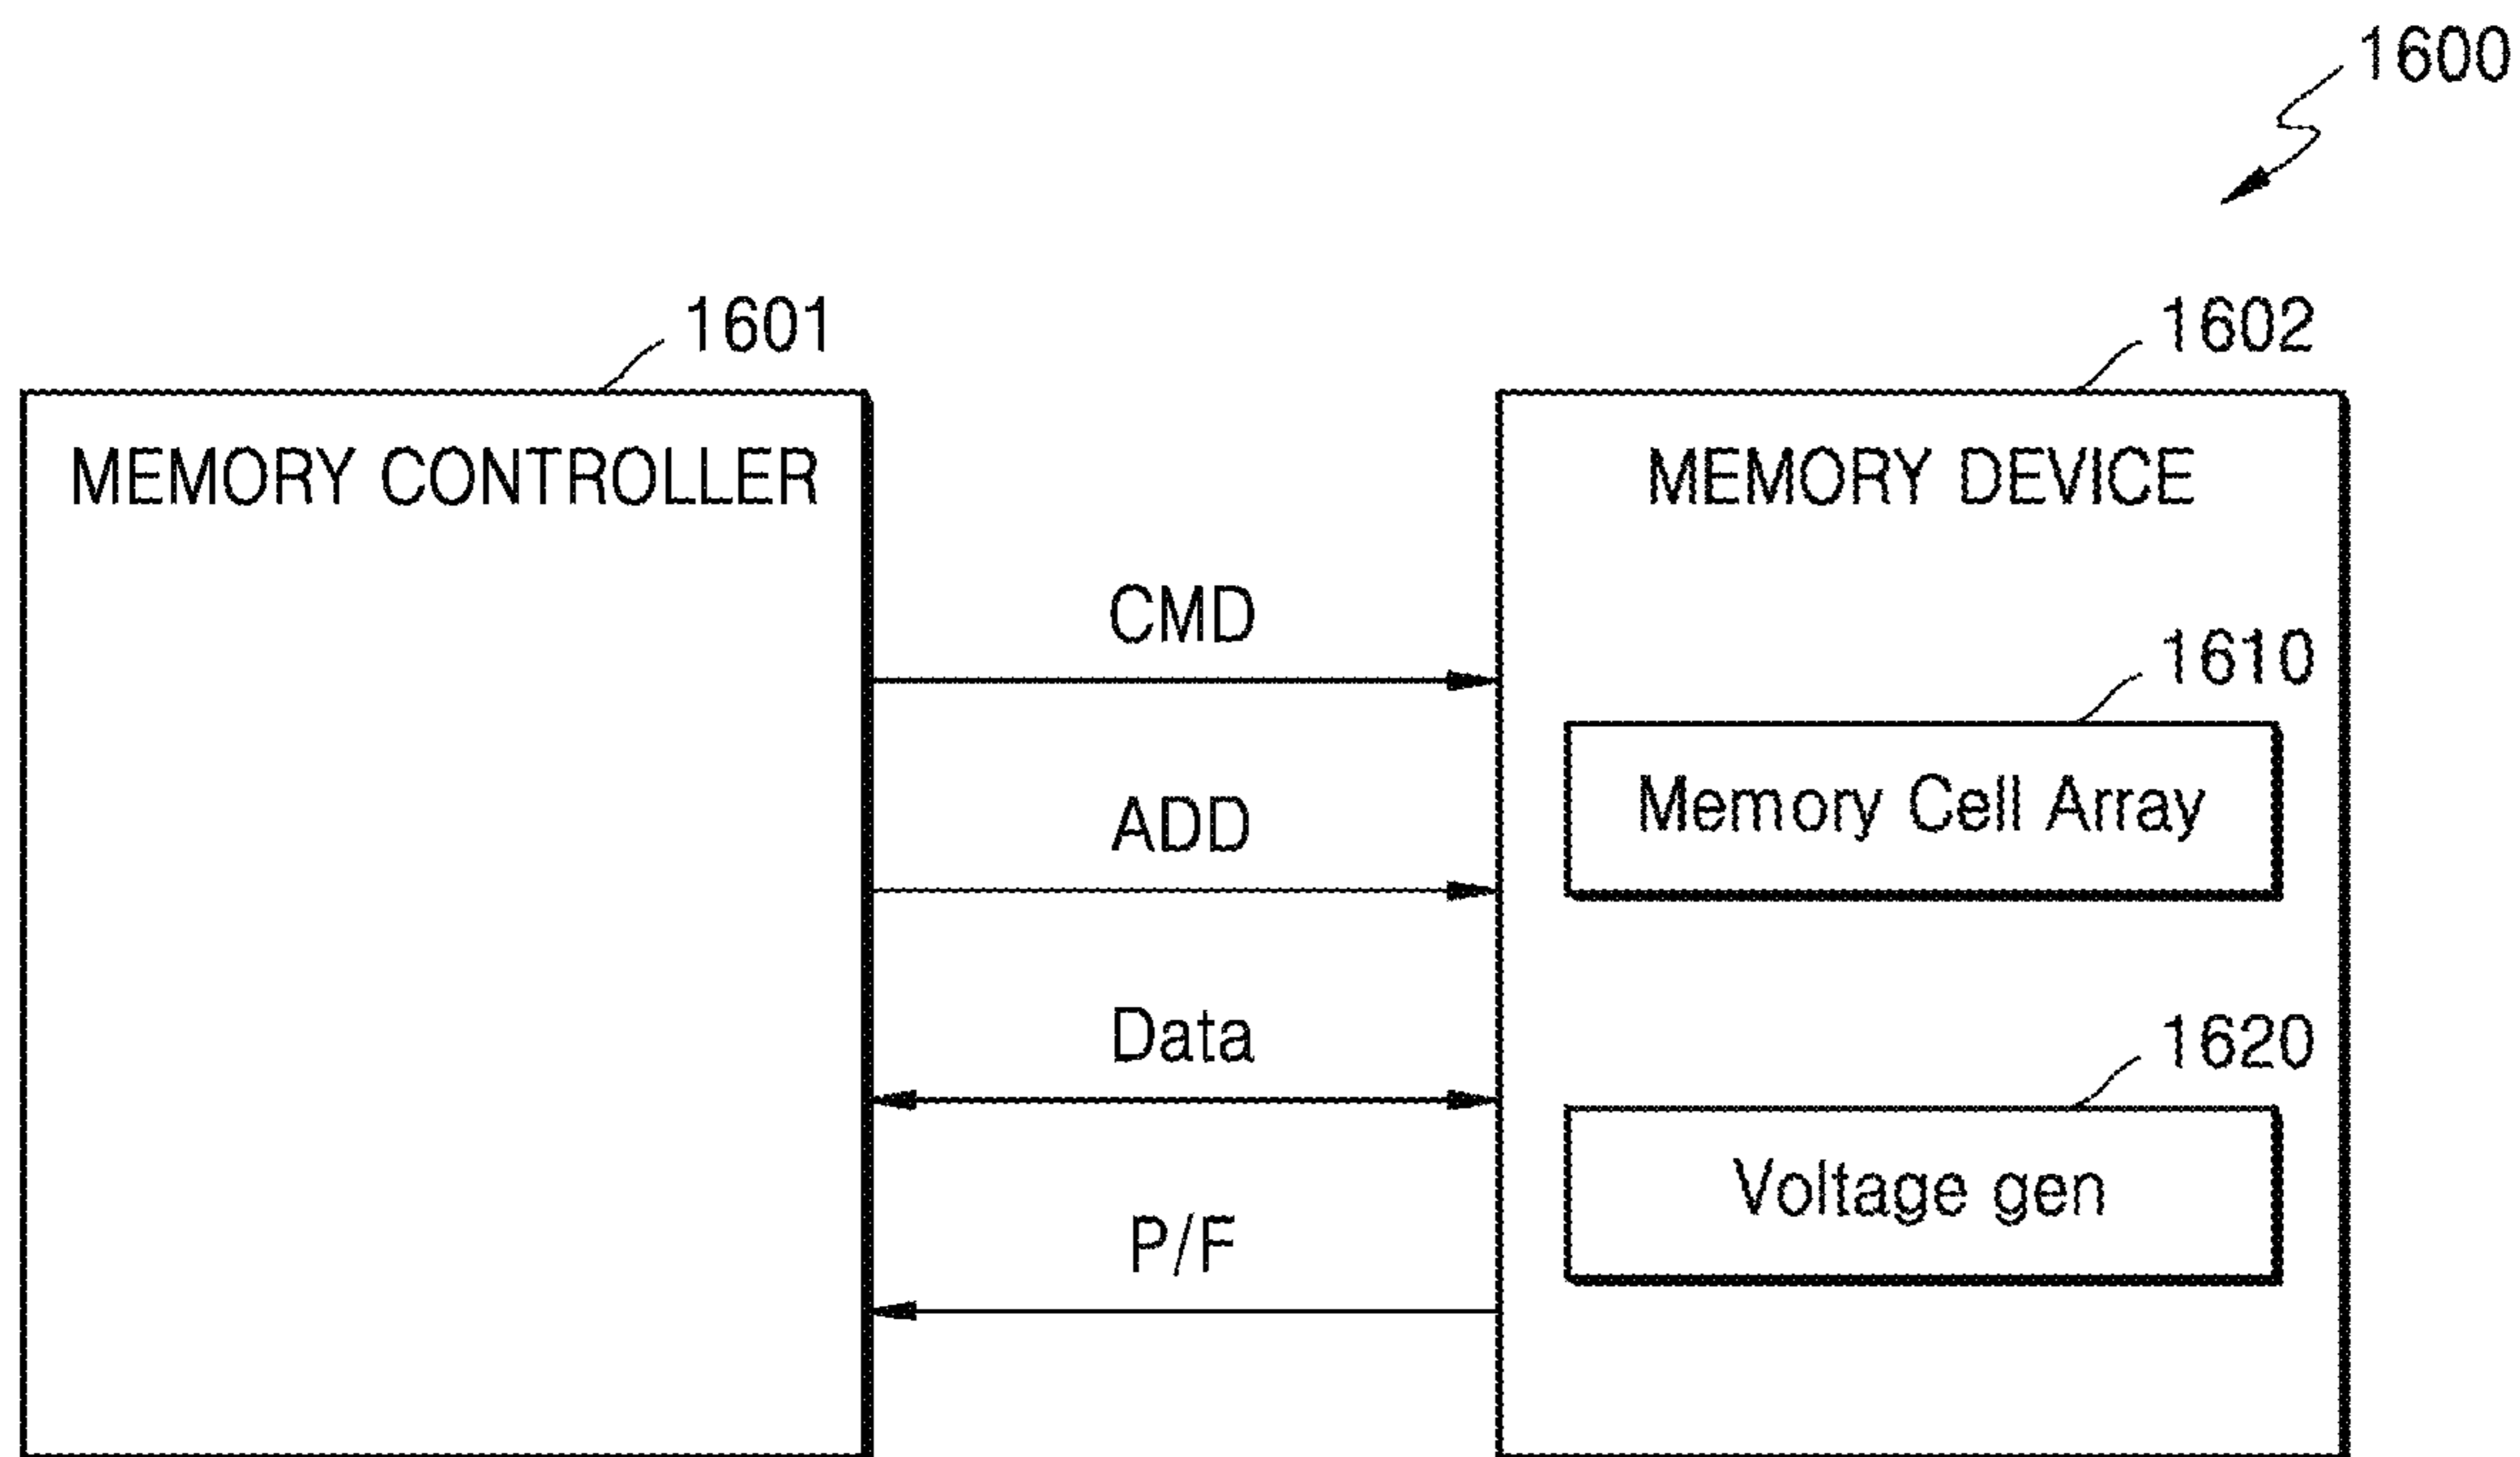 1600
1601
1602
MEMORY CONTROLLER
MEMORY DEVICE
CMD
1610
Memory Cell Array
ADD
Data
1620
Voltage gen
P/F